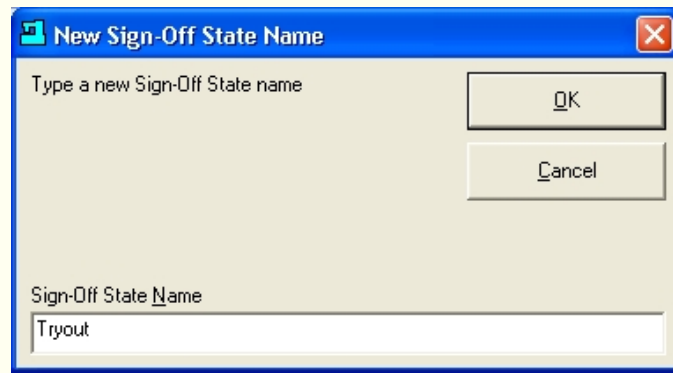 New Sign-Off State Name
Type a new Sign-Off State name
OK
Cancel
Sign-Off State Name
Tryout